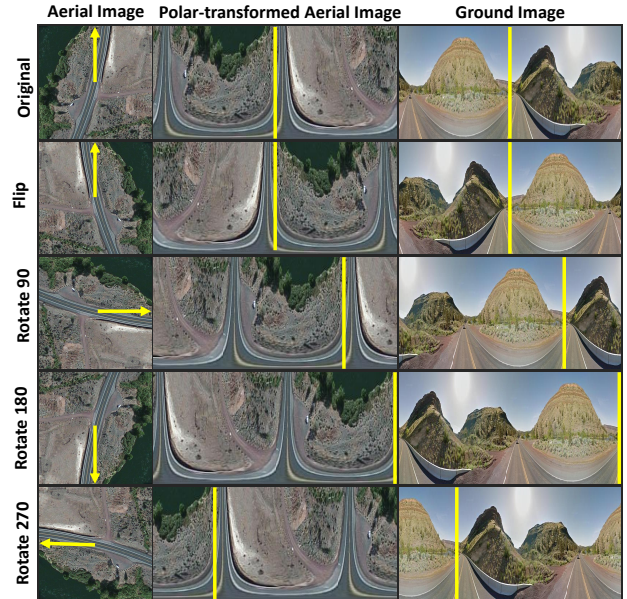 Aerial Image Polar-transformed Aerial Image Ground Image
Original
Flip
Rotate 90
Rotate 180
Rotate 270